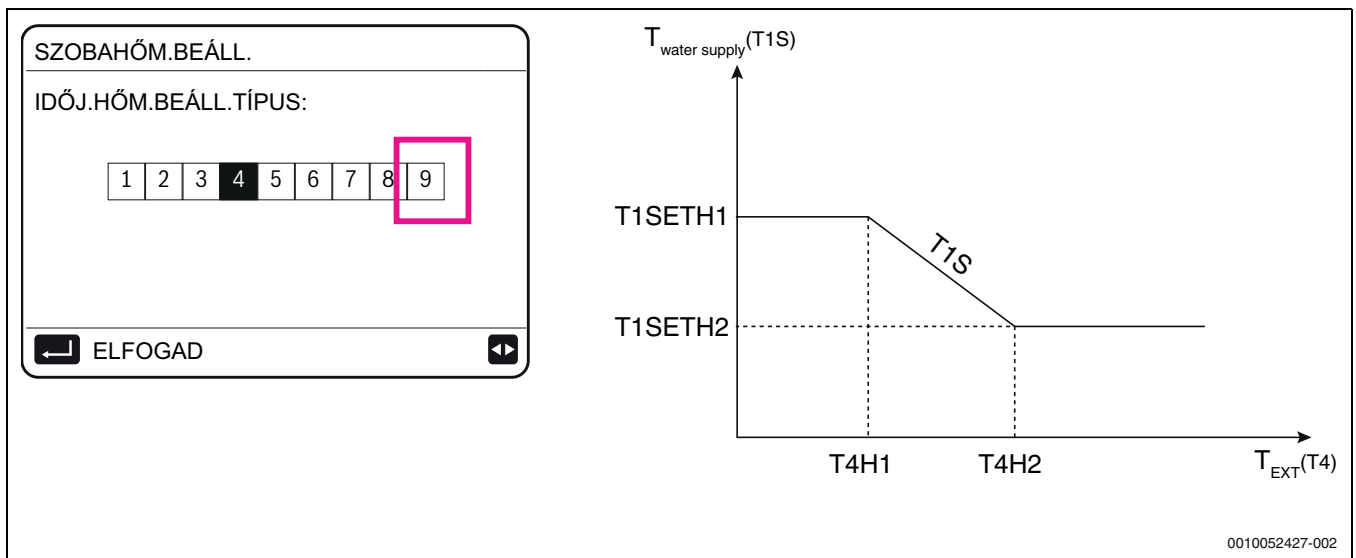 SZOBAHŐM.BEÁLL.
IDŐJ.HŐM.BEÁLL.TÍPUS:
1 2 3 4 5 6 7 8 9
ELFOGAD
T water supply (T1S)
T1SETH1
T1S
T1SETH2
T4H1 T4H2 T EXT (T4)
0010052427-002